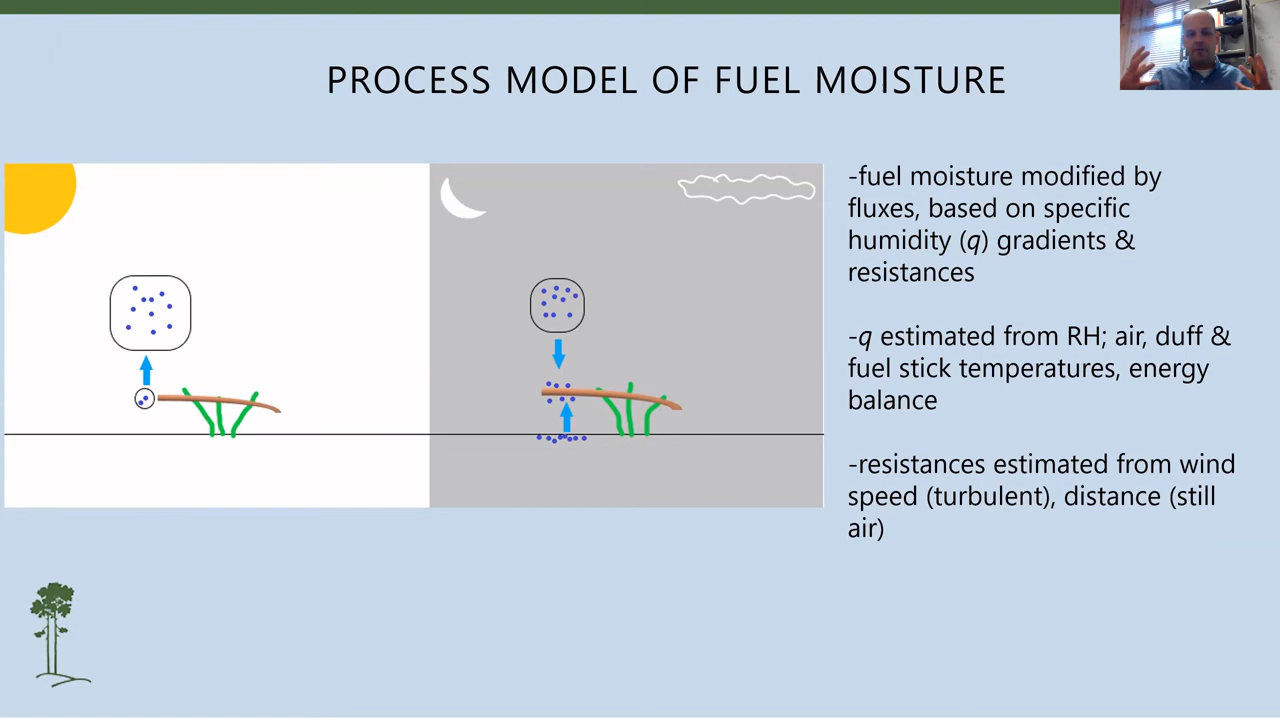 PROCESS MODEL OF FUEL MOISTURE
-fuel moisture modified by
fluxes, based on specific
humidity (q) gradients &
resistances
-q estimated from RH; air, duff &
fuel stick temperatures, energy
balance
-resistances estimated from wind
speed (turbulent), distance (still
air)